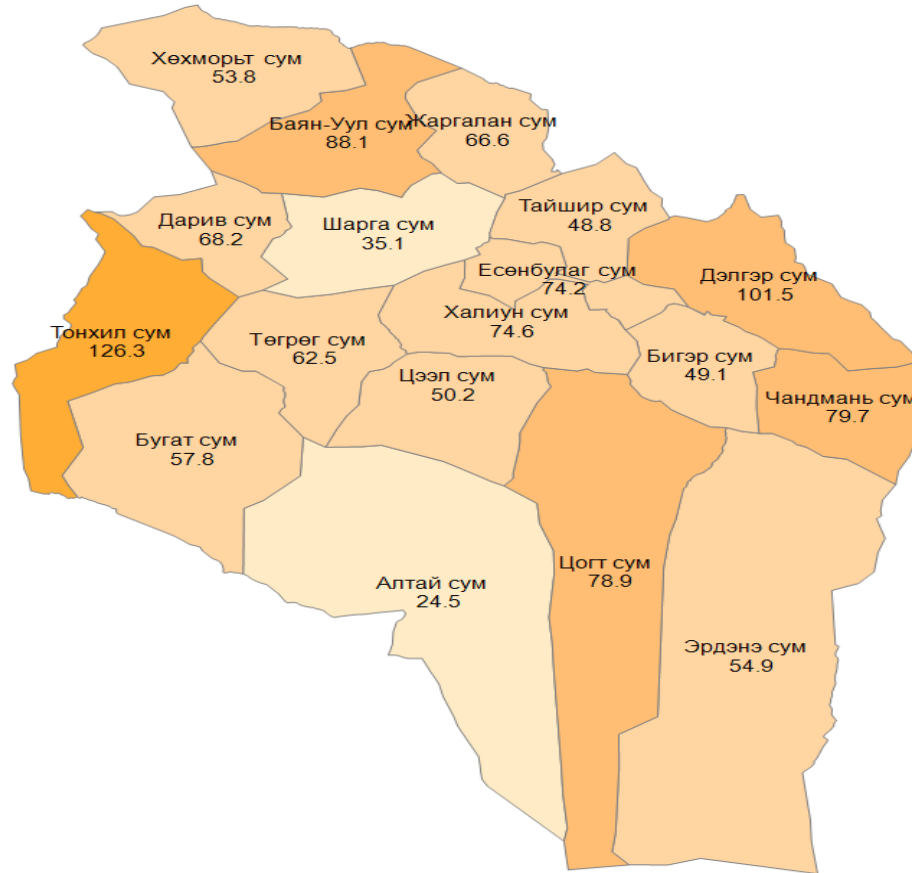 Хөхморьт сум
53.8
Баян-Уул сум
88.1
Жаргалан сум
66.6
Дарив сум
68.2
Шарга сум
35.1
Тайшир сум
48.8
Есөнбулаг сум
74.2
Дэлгэр сум
101.5
Тонхил сум
126.3
Төгрөг сум
62.5
Халиун сум
74.6
Бигэр сум
49.1
Цээл сум
50.2
Чандмань сум
79.7
Бугат сум
57.8
Алтай сум
24.5
Цогт сум
78.9
Эрдэнэ сум
54.9